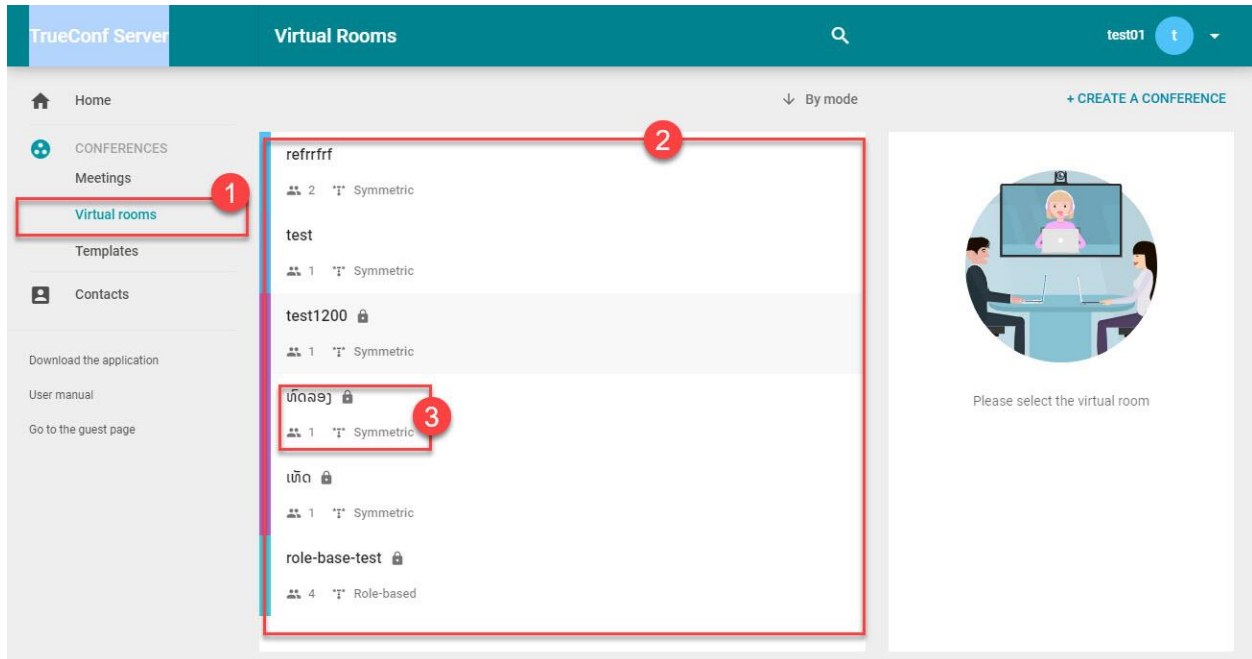 TrueConf Server
Virtual Rooms
test01 t
Home
By mode
+ CREATE A CONFERENCE
CONFERENCES
Meetings
1
Virtual rooms
Templates
Contacts
Download the application
User manual
Go to the guest page
2
refrrfrf
2 Symmetric
test
1 Symmetric
test1200
1 Symmetric
ທົດລອງ
3
1 Symmetric
ເທັດ
1 Symmetric
role-base-test
4 Role-based
Please select the virtual room